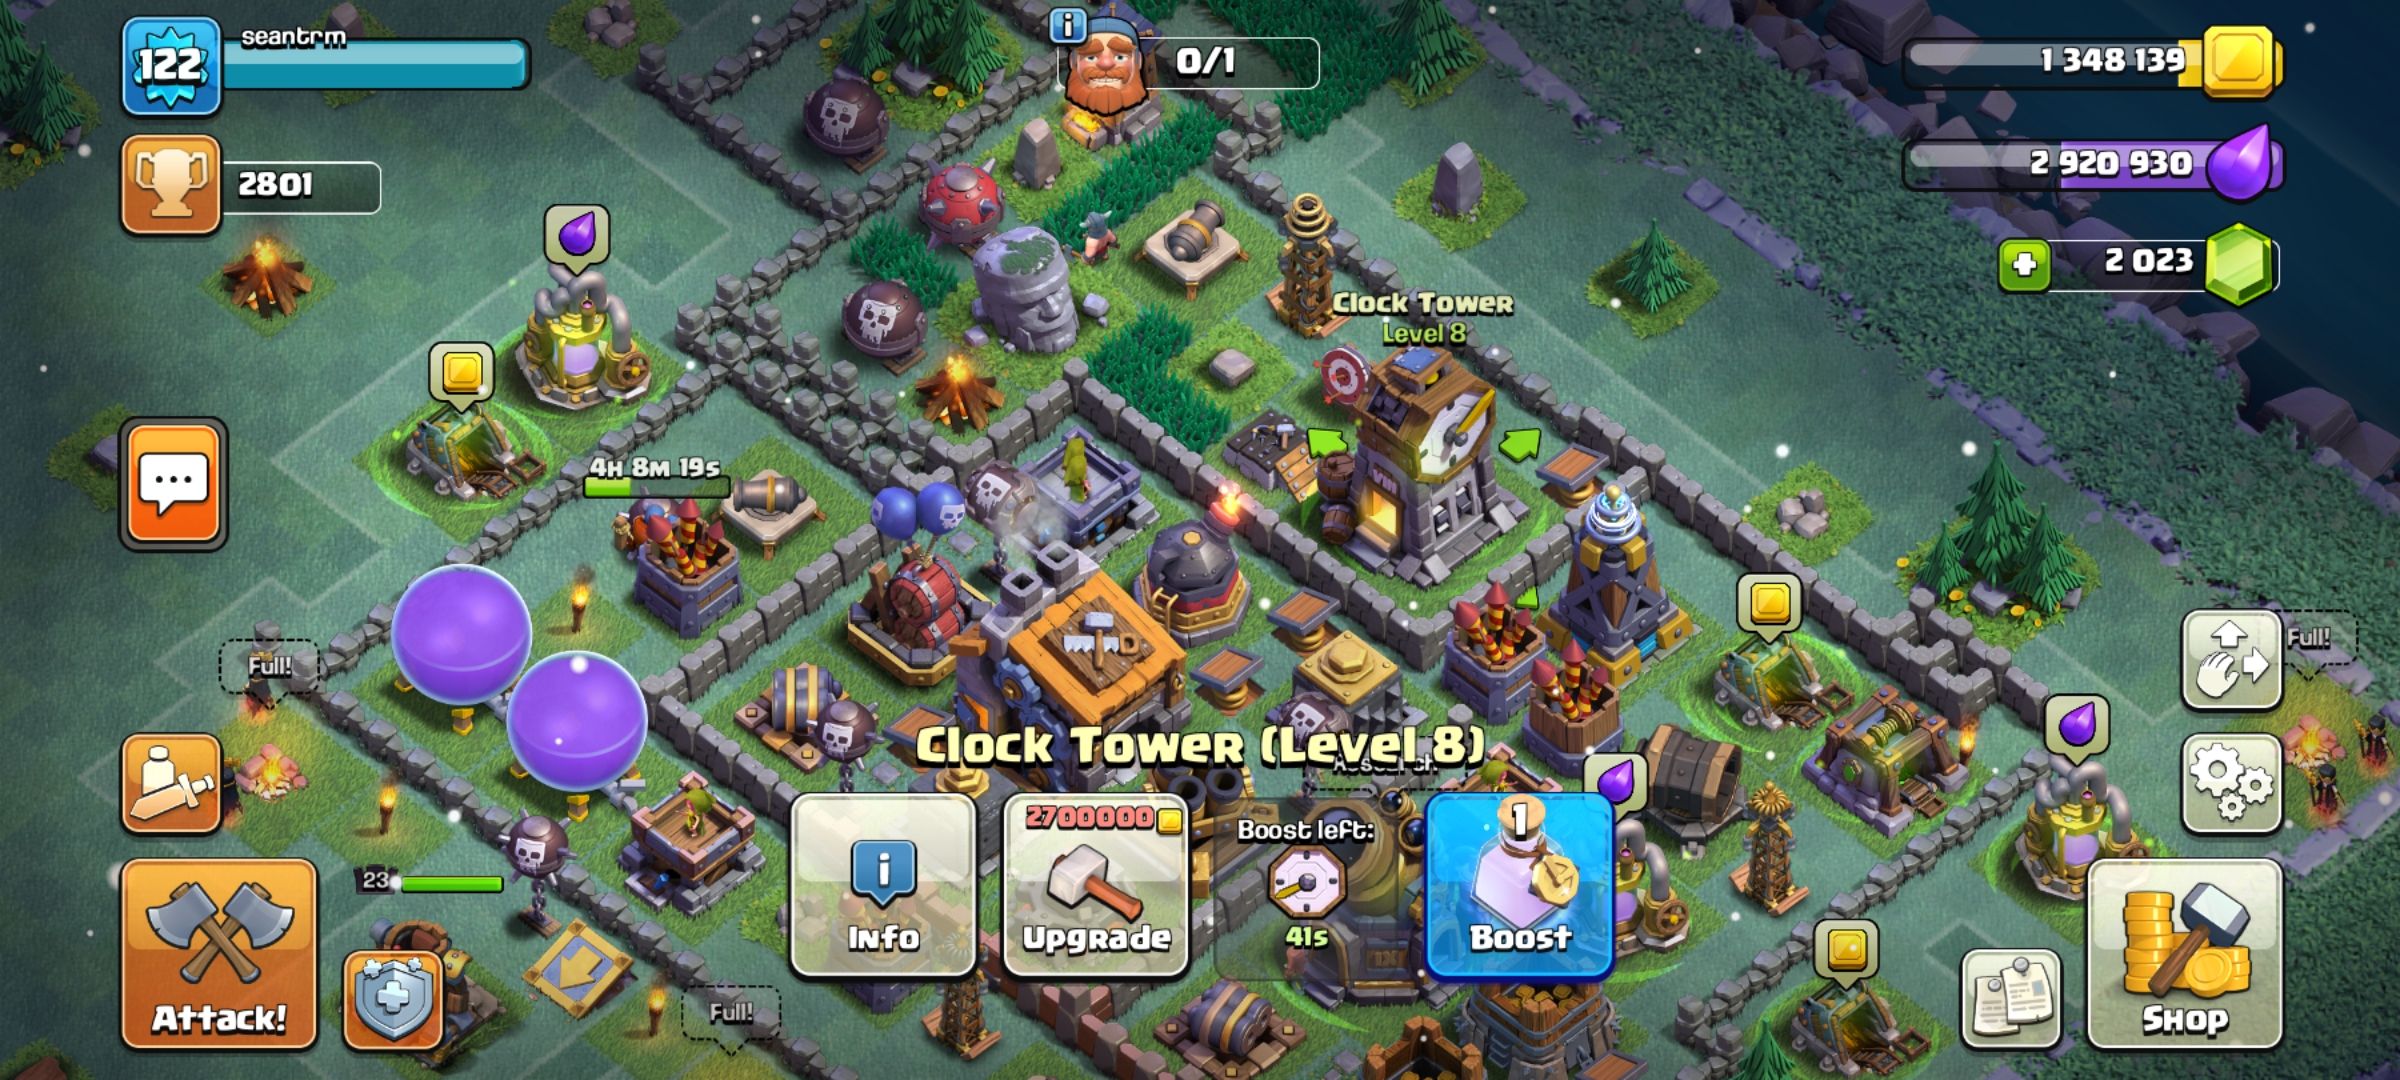 122
seantrm
0/1
1 348 139
2801
2 920 930
2 023
Clock Tower
Level 8
4H 8M 19s
VIII
Full!
Full!
Clock Tower (Level 8)
2700000
Boost left:
1
Info
Upgrade
41s
Boost
23
Attack!
Full!
Shop